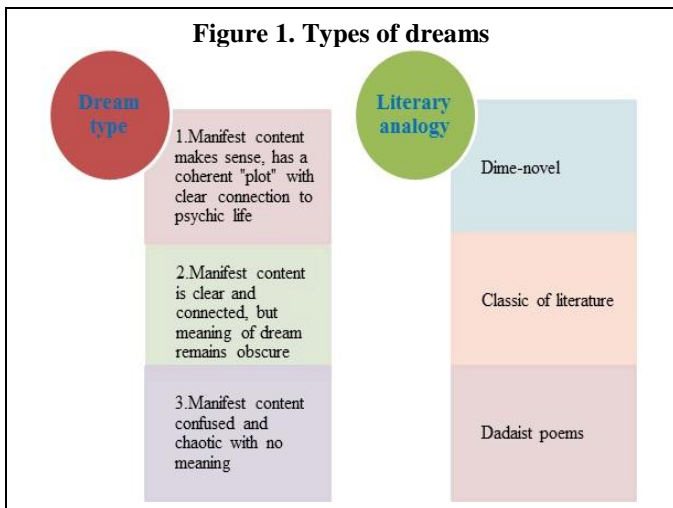 Figure 1. Types of dreams
Dream
type
1.Manifest content
makes sense, has a
coherent "plot" with
clear connection to
psychic life
2.Manifest content
is clear and
connected, but
meaning of dream
remains obscure
3.Manifest content
confused and
chaotic with no
meaning
Literary
analogy
Dime-novel
Classic of literature
Dadaist poems